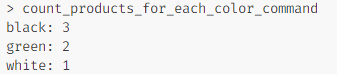 > count_products_for_each_color_command
black: 3
green: 2
white: 1